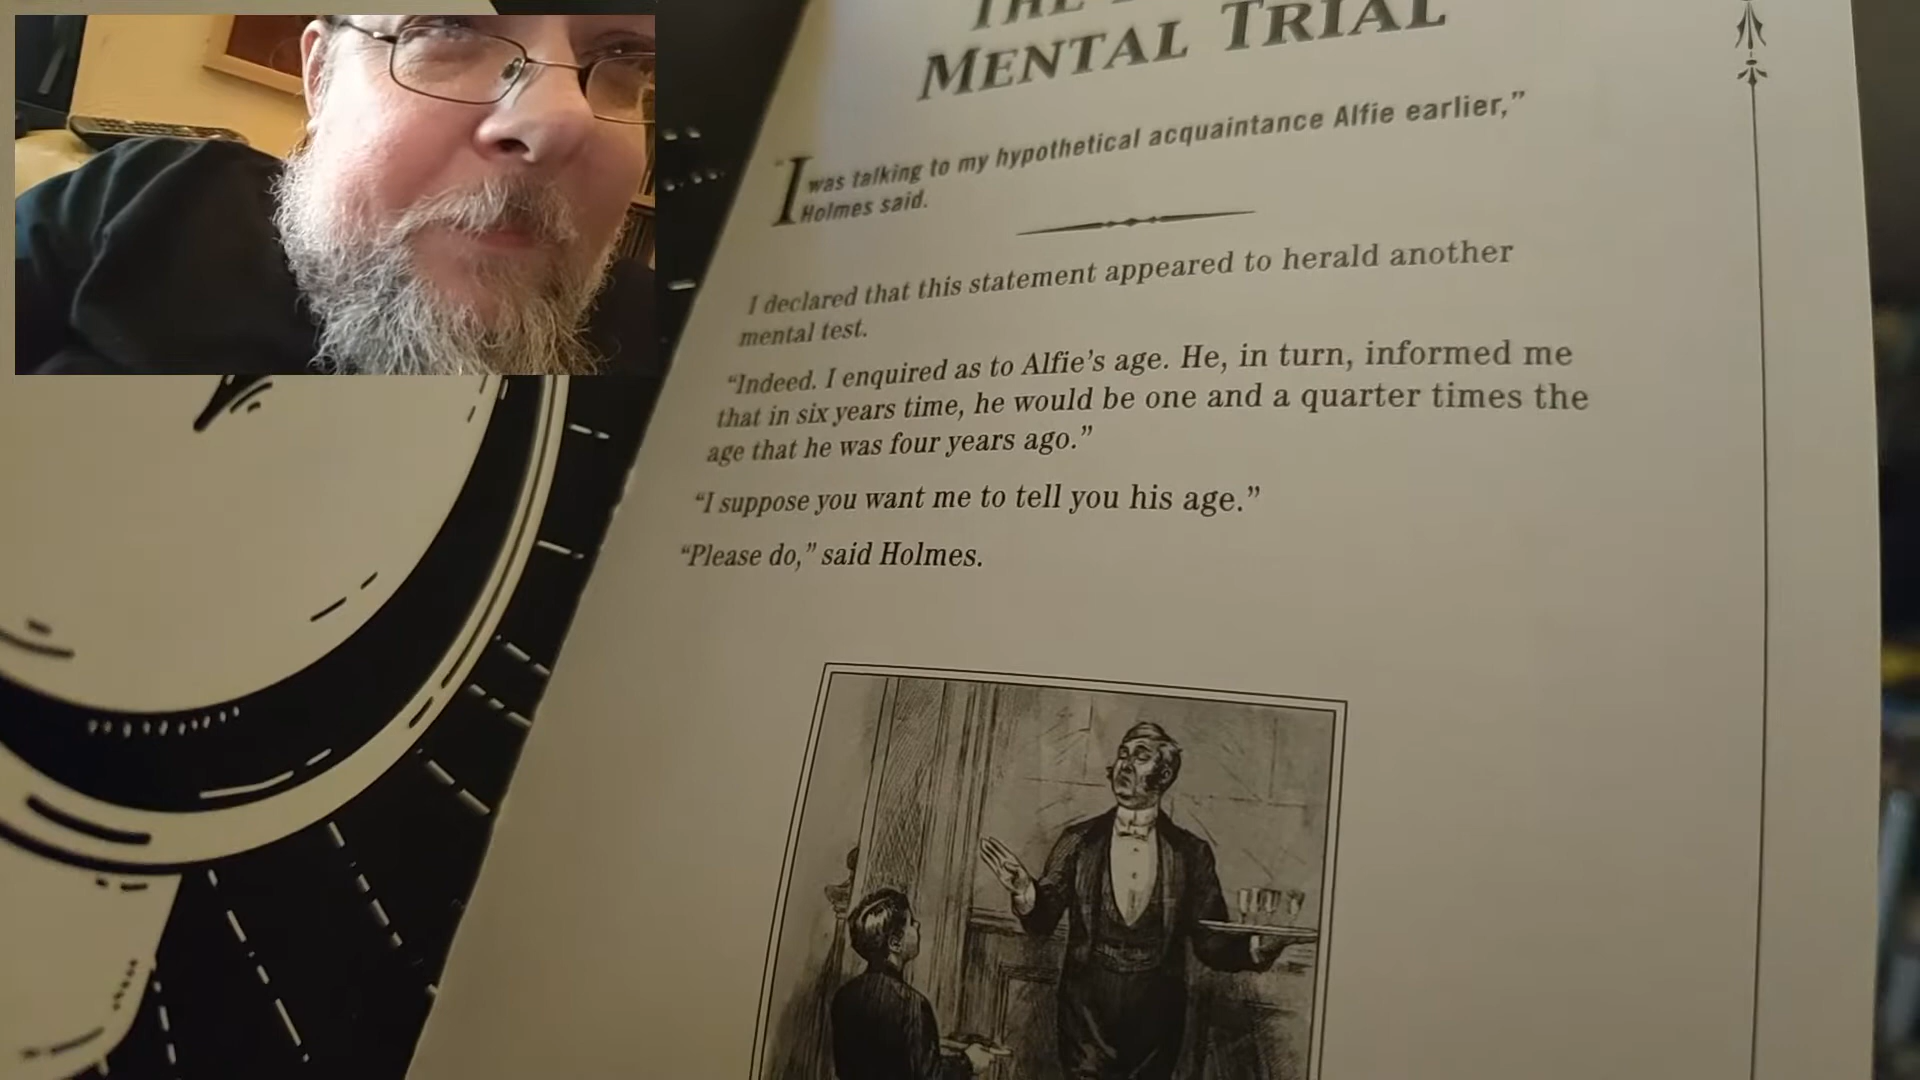 THE
MENTAL TRIAL
"I was talking to my hypothetical acquaintance Alfie earlier,”
Holmes said.
I declared that this statement appeared to herald another
mental test.
“Indeed. I enquired as to Alfie’s age. He, in turn, informed me
that in six years time, he would be one and a quarter times the
age that he was four years ago.”
“I suppose you want me to tell you his age.”
“Please do,” said Holmes.